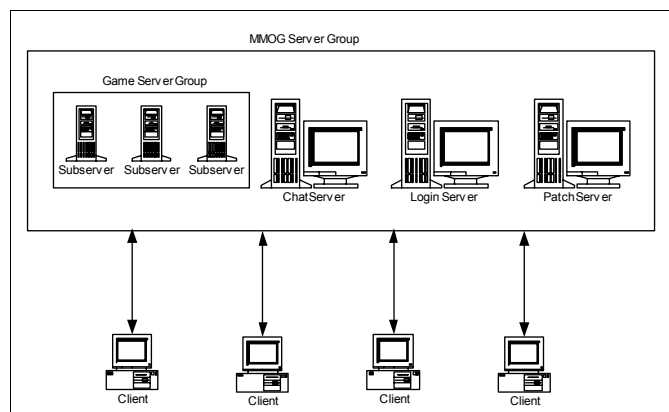 MMOG Server Group
Game Server Group
Subserver Subserver Subserver
ChatServer Login Server PatchServer
Client Client Client Client